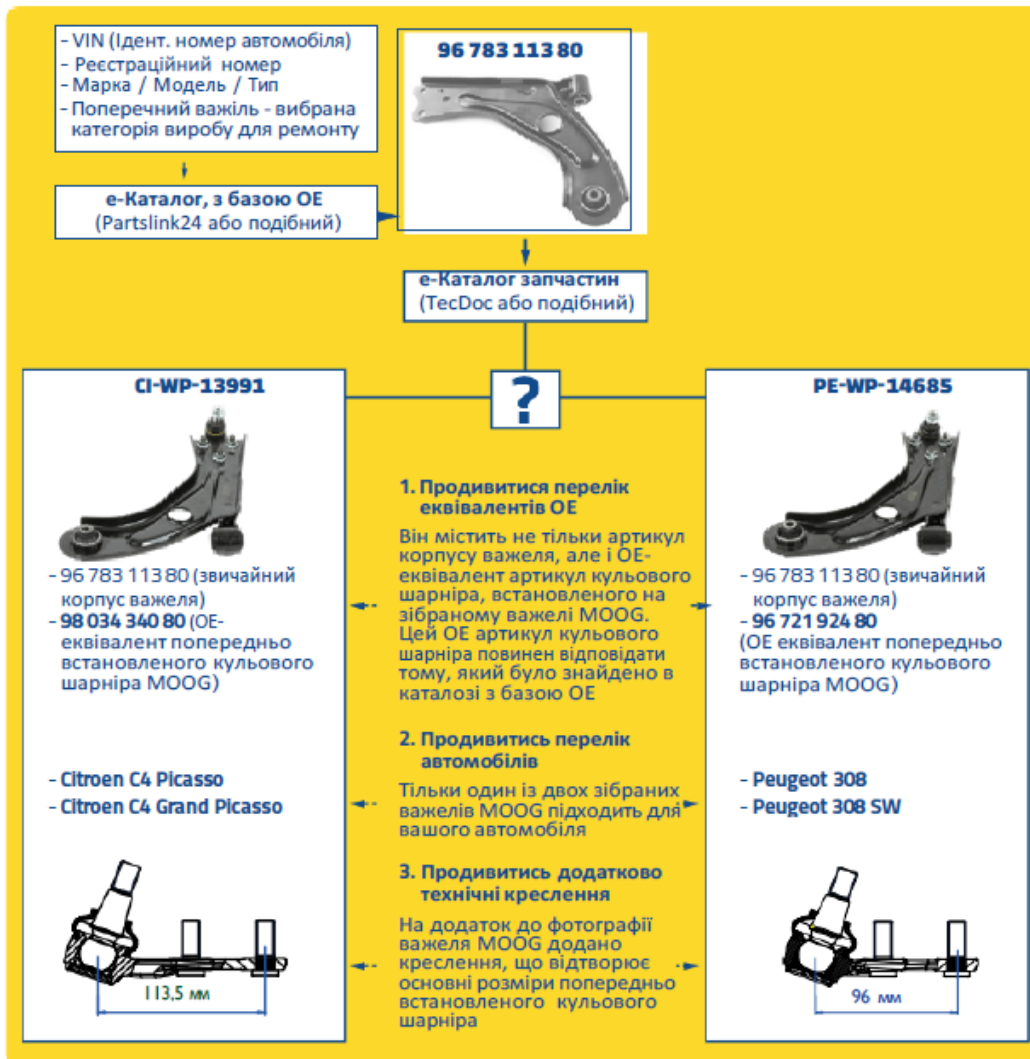 - VIN (Ідент. номер автомобіля)
- Реєстраційний номер
- Марка / Модель / Тип
- Поперечний важіль - вибрана
категорія виробу для ремонту
96 783 113 80
е-Каталог, з базою ОЕ
(Partslink24 або подібний)
е-Каталог запчастин
(TecDoc або подібний)
?
CI-WP-13991
- 96 783 113 80 (звичайний
корпус важеля)
- 98 034 340 80 (ОЕ-
еквівалент попередньо
встановленого кульового
шарніра MOOG)
- Citroen C4 Picasso
- Citroen C4 Grand Picasso
113,5 мм
1. Продивитися перелік
еквівалентів ОЕ
Він містить не тільки артикул
корпусу важеля, але і ОЕ-
еквівалент артикул кульового
шарніра, встановленого на
зібраному важелі MOOG.
Цей ОЕ артикул кульового
шарніра повинен відповідати
тому, який було знайдено в
каталозі з базою ОЕ
2. Продивитись перелік
автомобілів
Тільки один із двох зібраних
важелів MOOG підходить для
вашого автомобіля
3. Продивитись додатково
технічні креслення
На додаток до фотографії
важеля MOOG додано
креслення, що відтворює
основні розміри попередньо
встановленого кульового
шарніра
PE-WP-14685
- 96 783 113 80 (звичайний
корпус важеля)
- 96 721 924 80
(ОЕ еквівалент попередньо
встановленого кульового
шарніра MOOG)
- Peugeot 308
- Peugeot 308 SW
96 мм